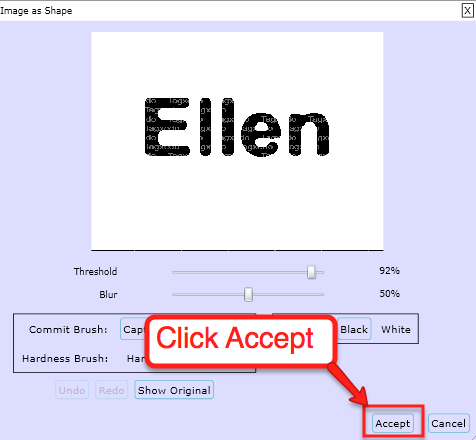 Image as Shape X
Ellen
Threshold 92%
Blur 50%
Commit Brush: Black White
Click Accept
Hardness Brush:
Undo Redo Show Original
Accept Cancel